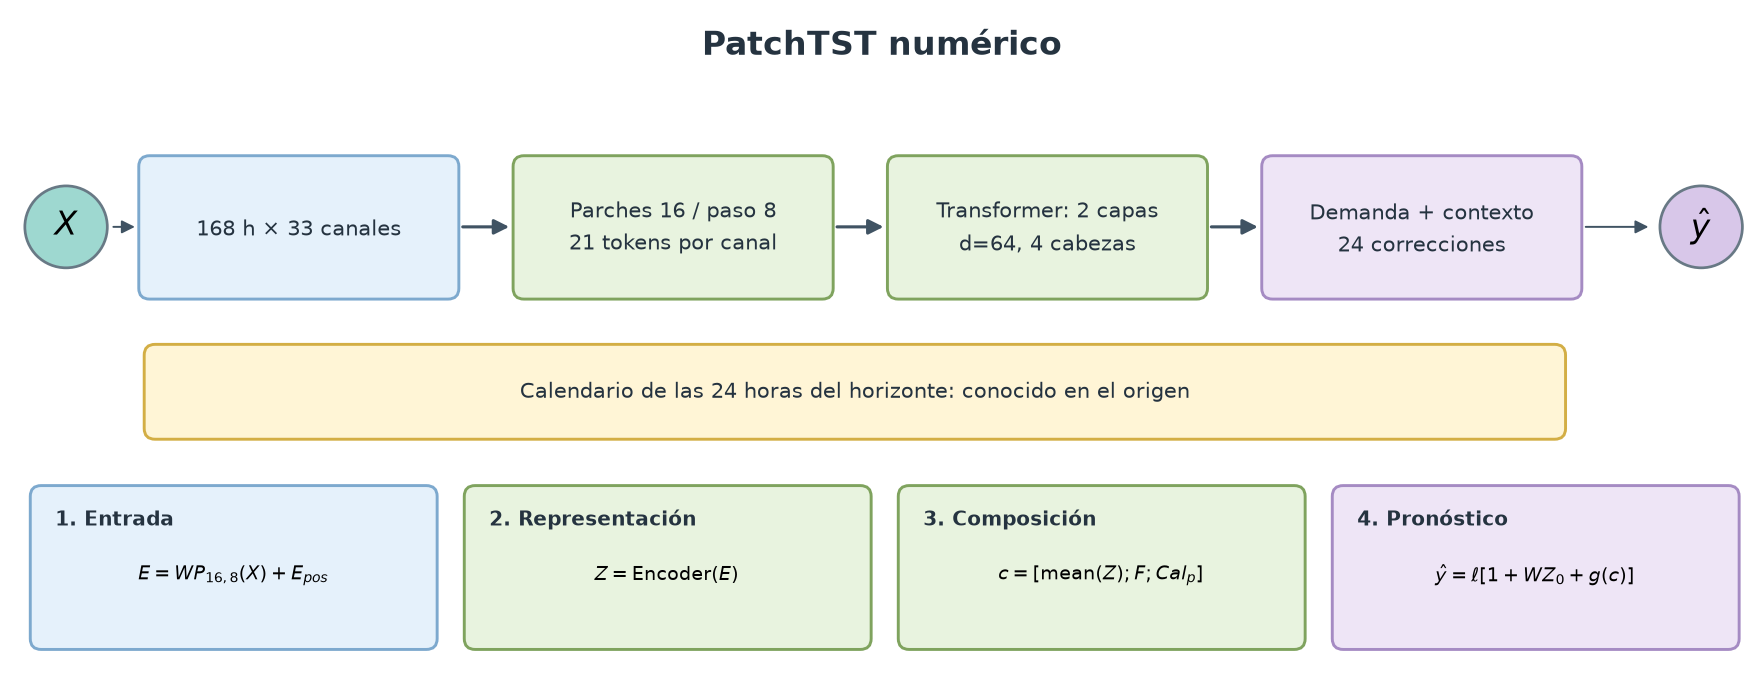 PatchTST numérico
X
168 h × 33 canales
Parches 16 / paso 8
21 tokens por canal
Transformer: 2 capas
d=64, 4 cabezas
Demanda + contexto
24 correcciones
ŷ
Calendario de las 24 horas del horizonte: conocido en el origen
1. Entrada
E = WP₁₆,₈(X) + Eₚₒₛ
2. Representación
Z = Encoder(E)
3. Composición
c = [mean(Z); F; Calₚ]
4. Pronóstico
ŷ = ℓ[1 + WZ₀ + g(c)]